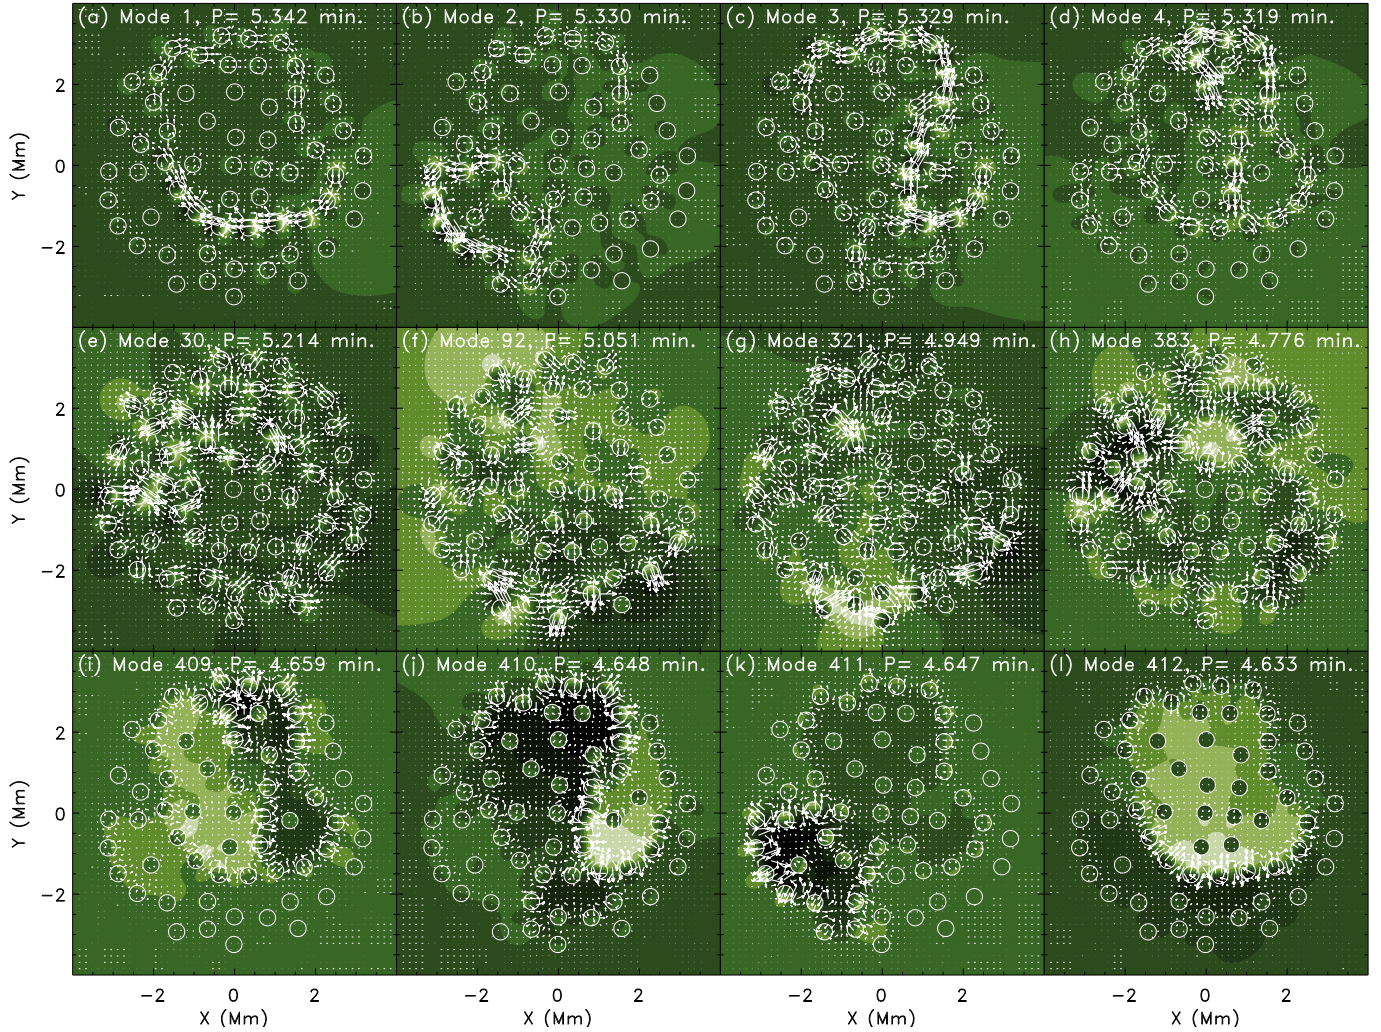 (a) Mode 1, P= 5.342 min.
(b) Mode 2, P= 5.330 min.
(c) Mode 3, P= 5.329 min.
(d) Mode 4, P= 5.319 min.
2
0
−2
Y (Mm)
(e) Mode 30, P= 5.214 min.
(f) Mode 92, P= 5.051 min.
(g) Mode 321, P= 4.949 min.
(h) Mode 383, P= 4.776 min.
2
0
−2
Y (Mm)
(i) Mode 409, P= 4.659 min.
(j) Mode 410, P= 4.648 min.
(k) Mode 411, P= 4.647 min.
(l) Mode 412, P= 4.633 min.
2
0
−2
Y (Mm)
−2 0 2
−2 0 2
−2 0 2
−2 0 2
X (Mm)
X (Mm)
X (Mm)
X (Mm)